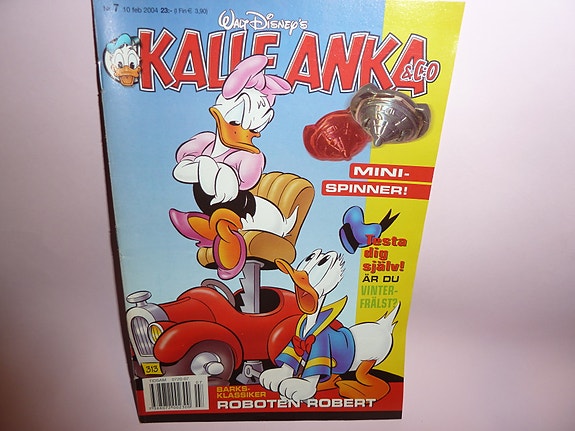 Nr 7, 10 feb 2004 23:- (I Fin € 3,90)
WALT DISNEY'S
KALLE ANKA
& CO
MINI-
SPINNER!
Testa
dig
själv!
ÄR DU
VINTER-
FRÄLST?
313
BARKS-
KLASSIKER
ROBOTEN ROBERT